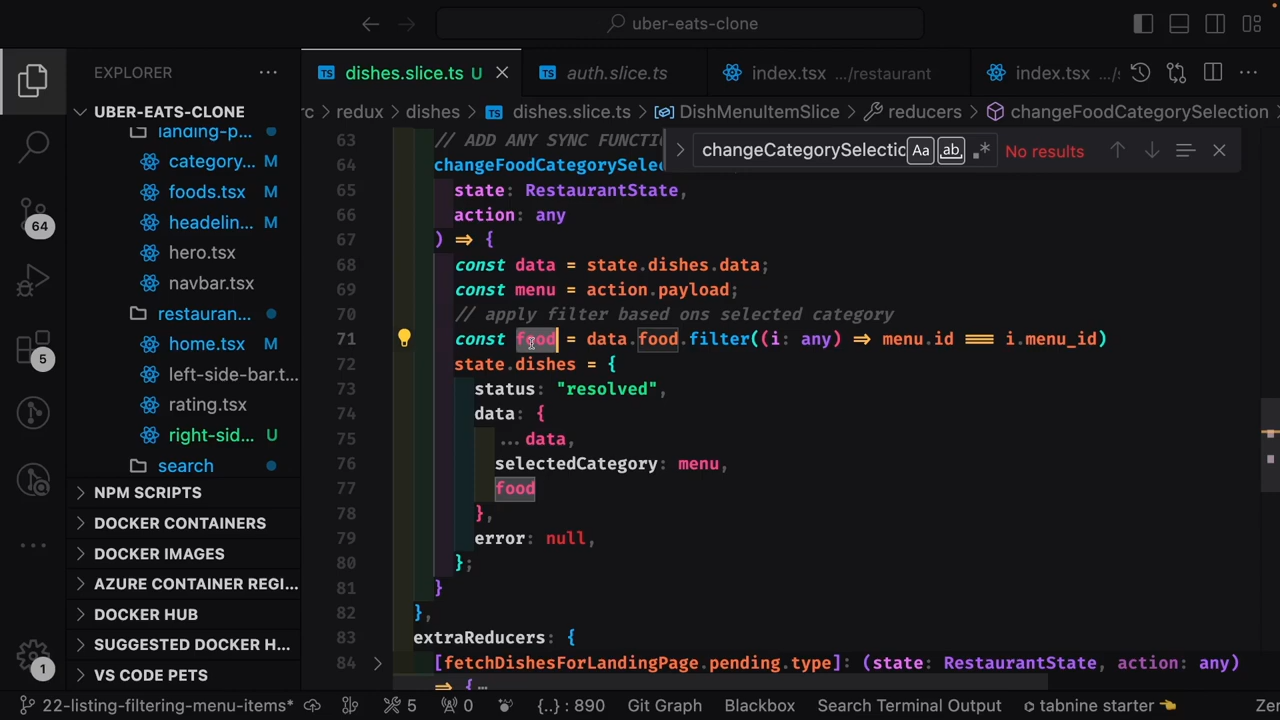 uber-eats-clone
EXPLORER
dishes.slice.ts U
auth.slice.ts
index.tsx .../restaurant
index.tsx .../s
UBER-EATS-CLONE
rc > redux > dishes > TS dishes.slice.ts > DishMenuItemSlice > reducers > changeFoodCategorySelection >
landing-p...
category... M
foods.tsx M
headelin... M
hero.tsx
navbar.tsx
restauran...
home.tsx M
left-side-bar.t...
rating.tsx
right-sid... U
search
NPM SCRIPTS
DOCKER CONTAINERS
DOCKER IMAGES
AZURE CONTAINER REGI...
DOCKER HUB
SUGGESTED DOCKER H...
VS CODE PETS
64
5
1
changeCategorySelectic Aa ab .* No results
63 // ADD ANY SYNC FUNCTI
64 changeFoodCategorySele
65 state: RestaurantState,
66 action: any
67 ) => {
68 const data = state.dishes.data;
69 const menu = action.payload;
70 // apply filter based ons selected category
71 const food = data.food.filter((i: any) => menu.id === i.menu_id)
72 state.dishes = {
73 status: "resolved",
74 data: {
75 ...data,
76 selectedCategory: menu,
77 food
78 },
79 error: null,
80 };
81 }
82 },
83 extraReducers: {
84 [fetchDishesForLandingPage.pending.type]: (state: RestaurantState, action: any)
=> {…
22-listing-filtering-menu-items* 5 0 {..} : 890 Git Graph Blackbox Search Terminal Output tabnine starter Zen